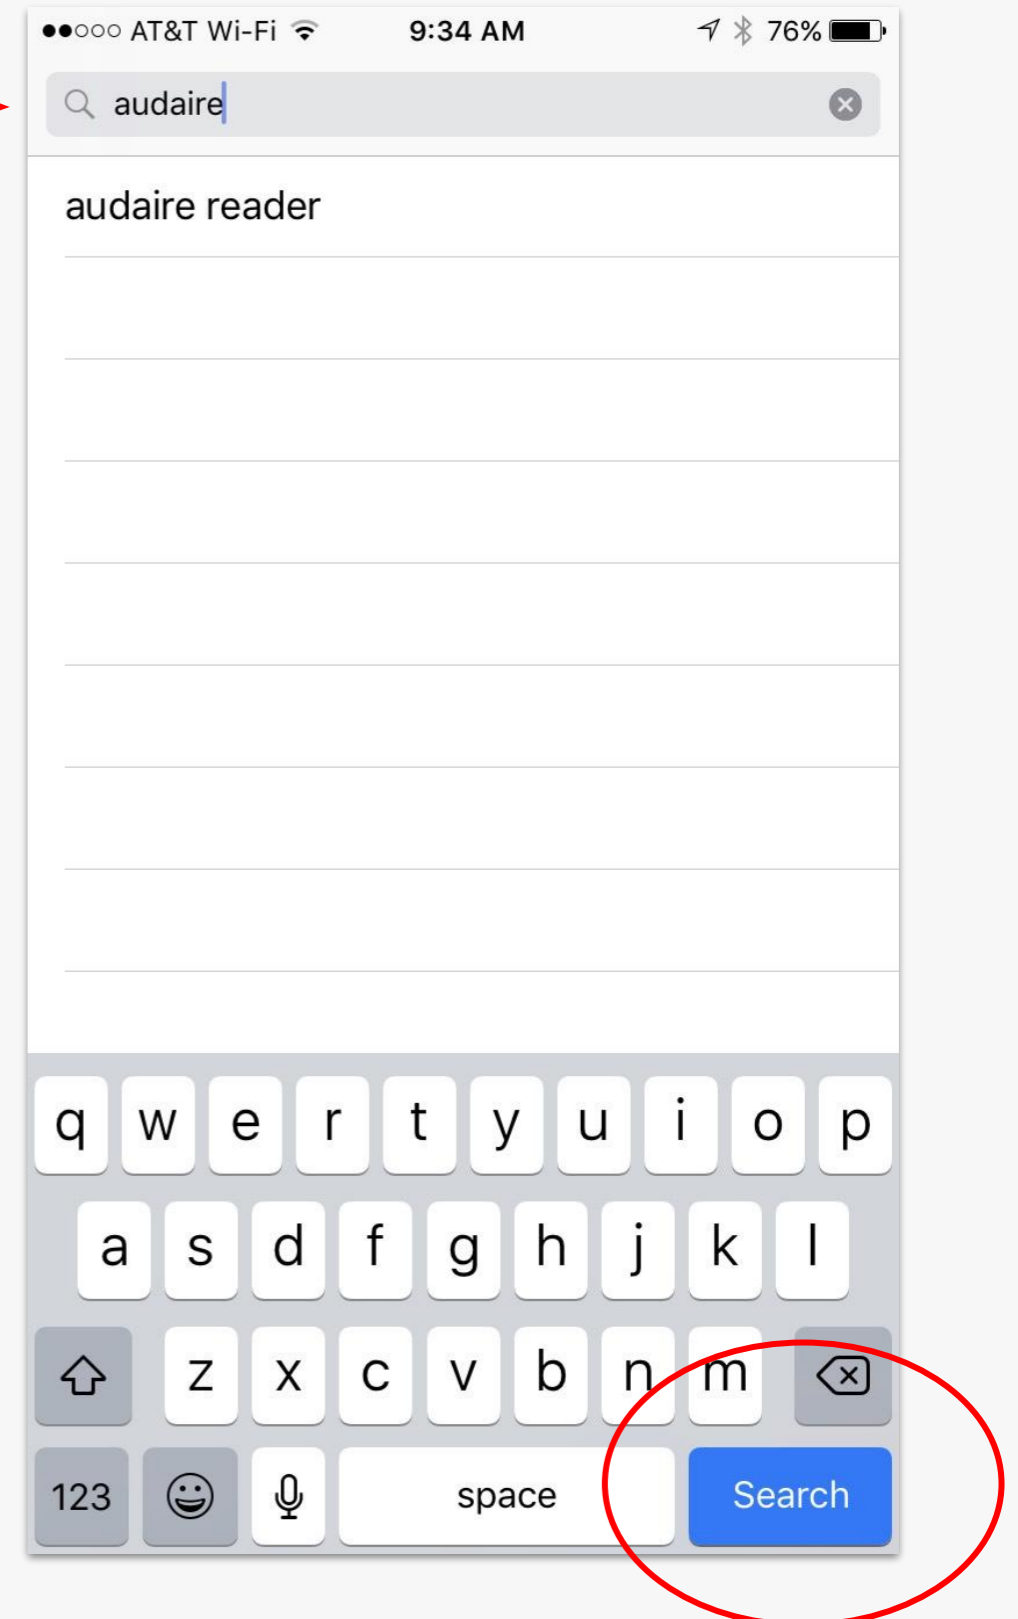 AT&T Wi-Fi 9:34 AM 76%
audaire
audaire reader
q w e r t y u i o p
a s d f g h j k l
z x c v b n m
123 space Search